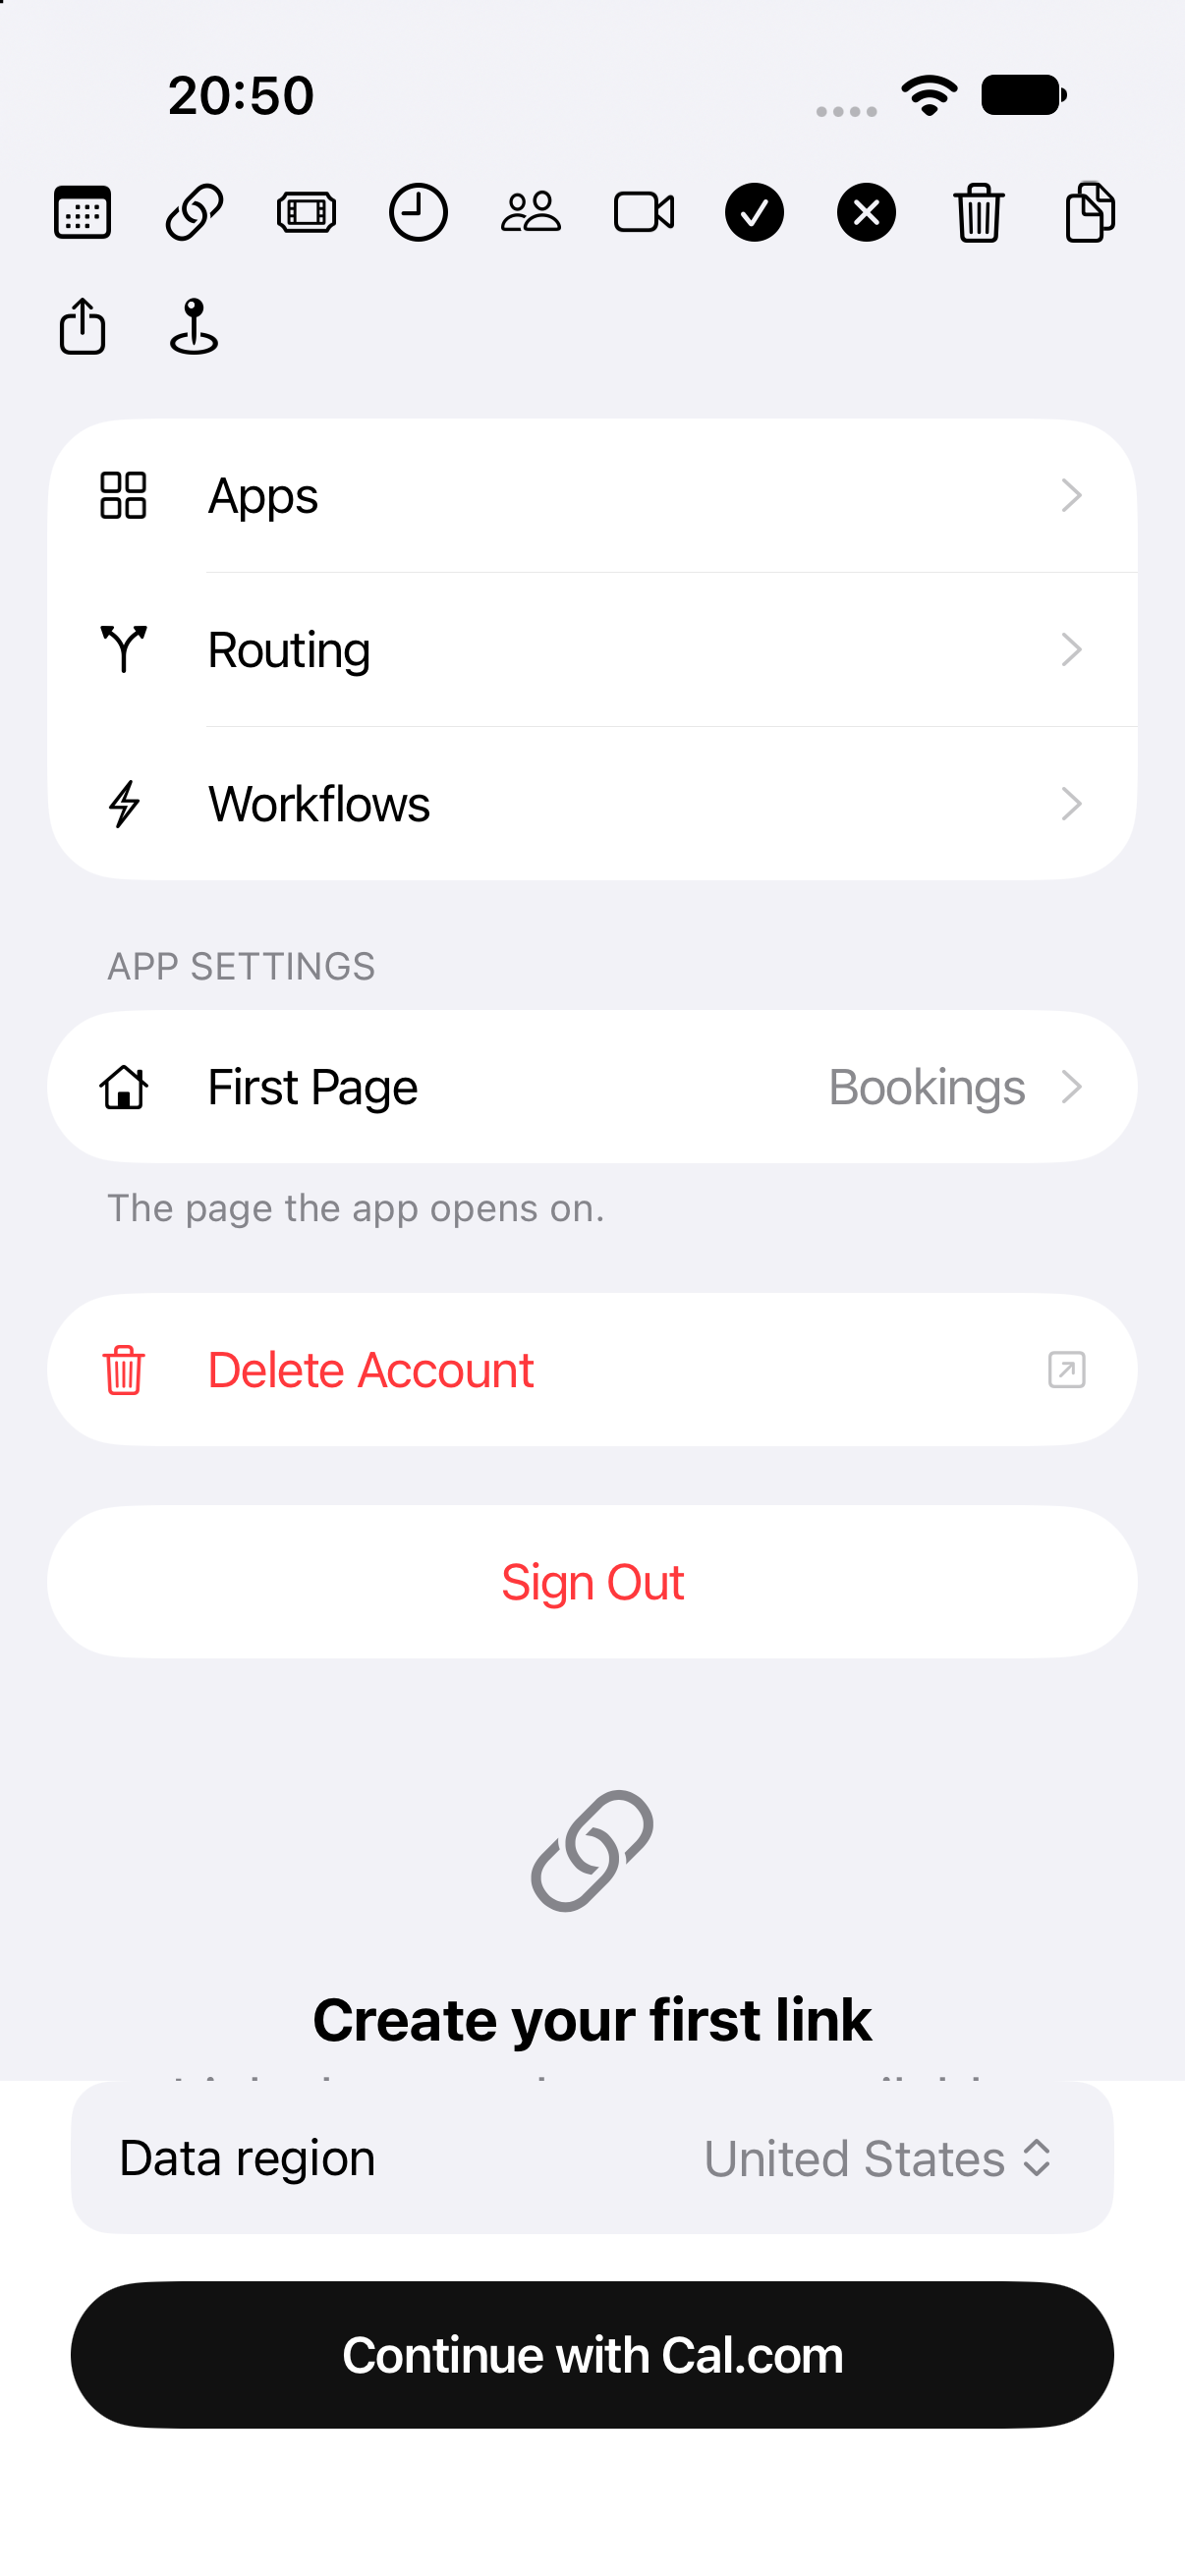 20:50
Apps
Routing
Workflows
APP SETTINGS
First Page
Bookings
The page the app opens on.
Delete Account
Sign Out
Create your first link
Data region
United States
Continue with Cal.com